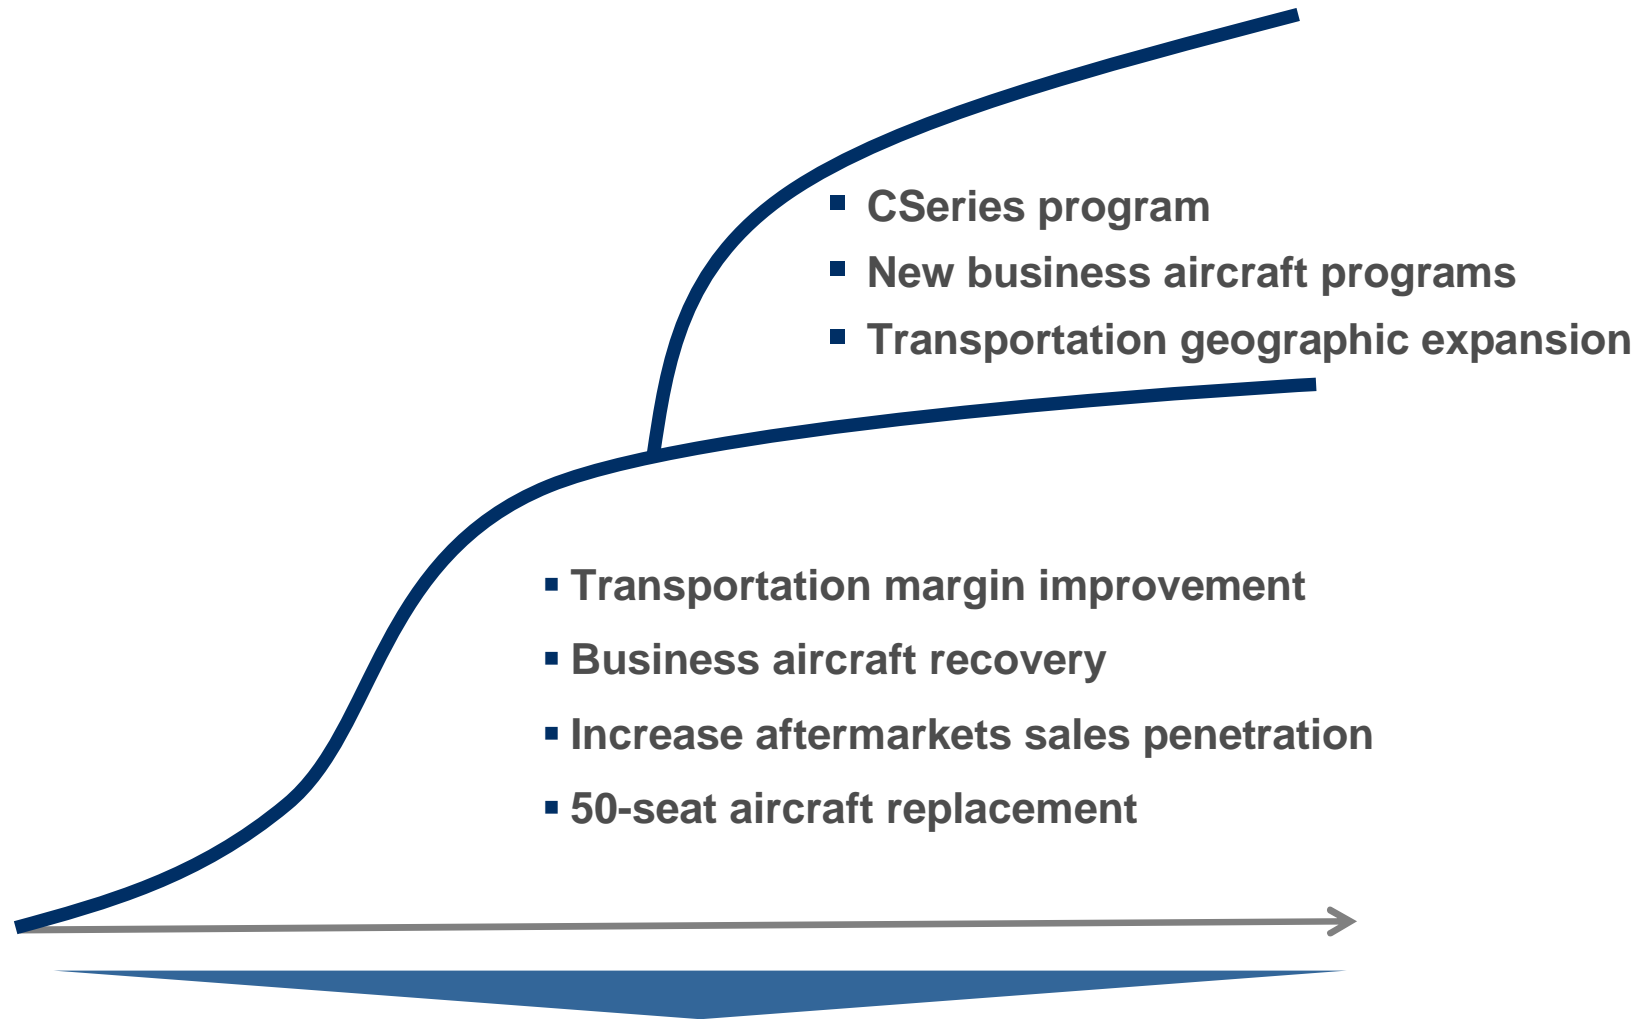 ▪ CSeries program
▪ New business aircraft programs
▪ Transportation geographic expansion
▪ Transportation margin improvement
▪ Business aircraft recovery
▪ Increase aftermarkets sales penetration
▪ 50-seat aircraft replacement